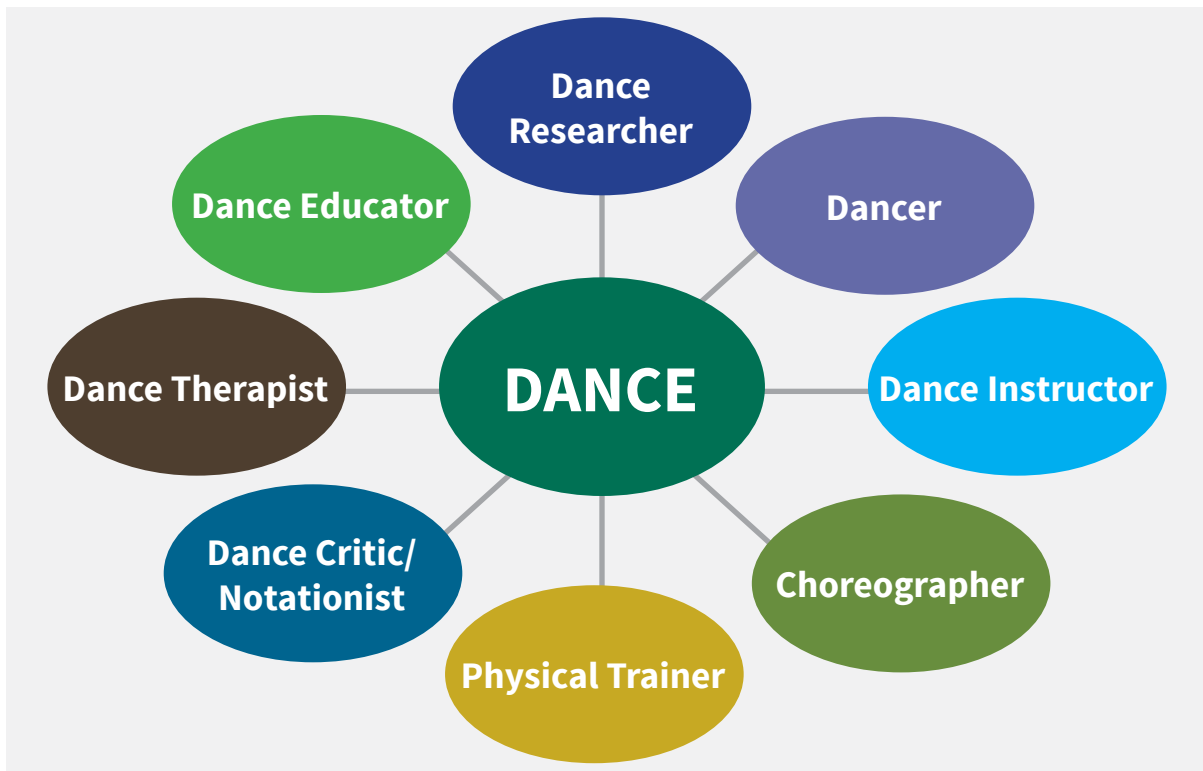 Dance
Researcher
Dance Educator
Dancer
Dance Therapist
DANCE
Dance Instructor
Dance Critic/
Notationist
Choreographer
Physical Trainer